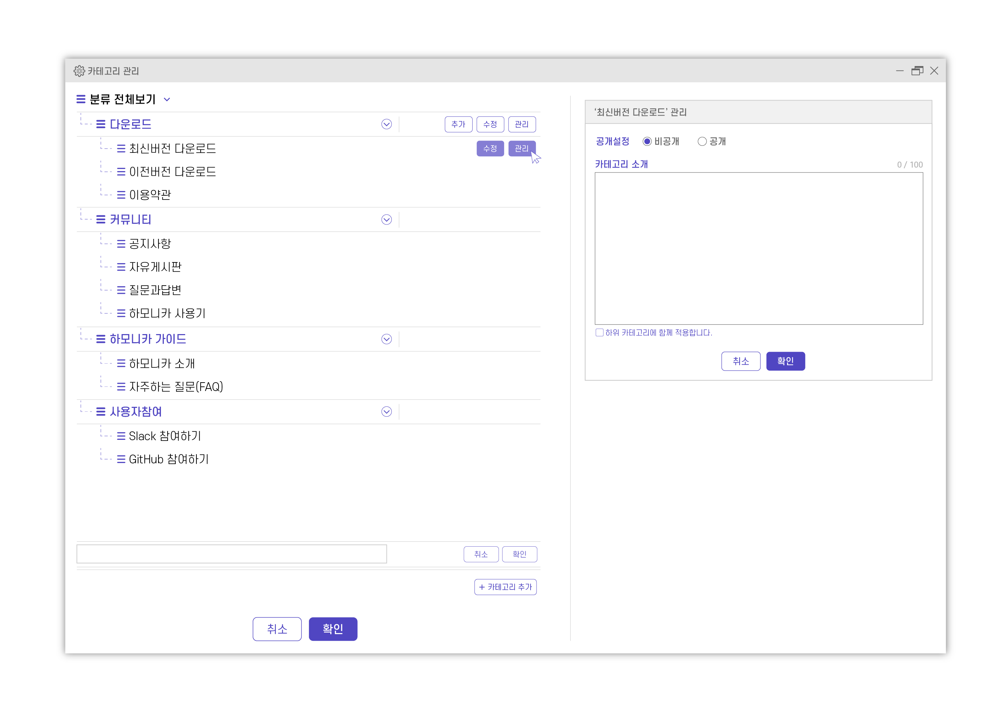 카테고리 관리
분류 전체보기
다운로드 추가 수정 관리
최신버전 다운로드 수정 관리
이전버전 다운로드
이용약관
커뮤니티
공지사항
자유게시판
질문과답변
하모니카 사용기
하모니카 가이드
하모니카 소개
자주하는 질문(FAQ)
사용자참여
Slack 참여하기
GitHub 참여하기
취소 확인
+ 카테고리 추가
취소 확인
‘최신버전 다운로드’ 관리
공개설정 비공개 공개
카테고리 소개 0 / 100
하위 카테고리에 함께 적용합니다.
취소 확인